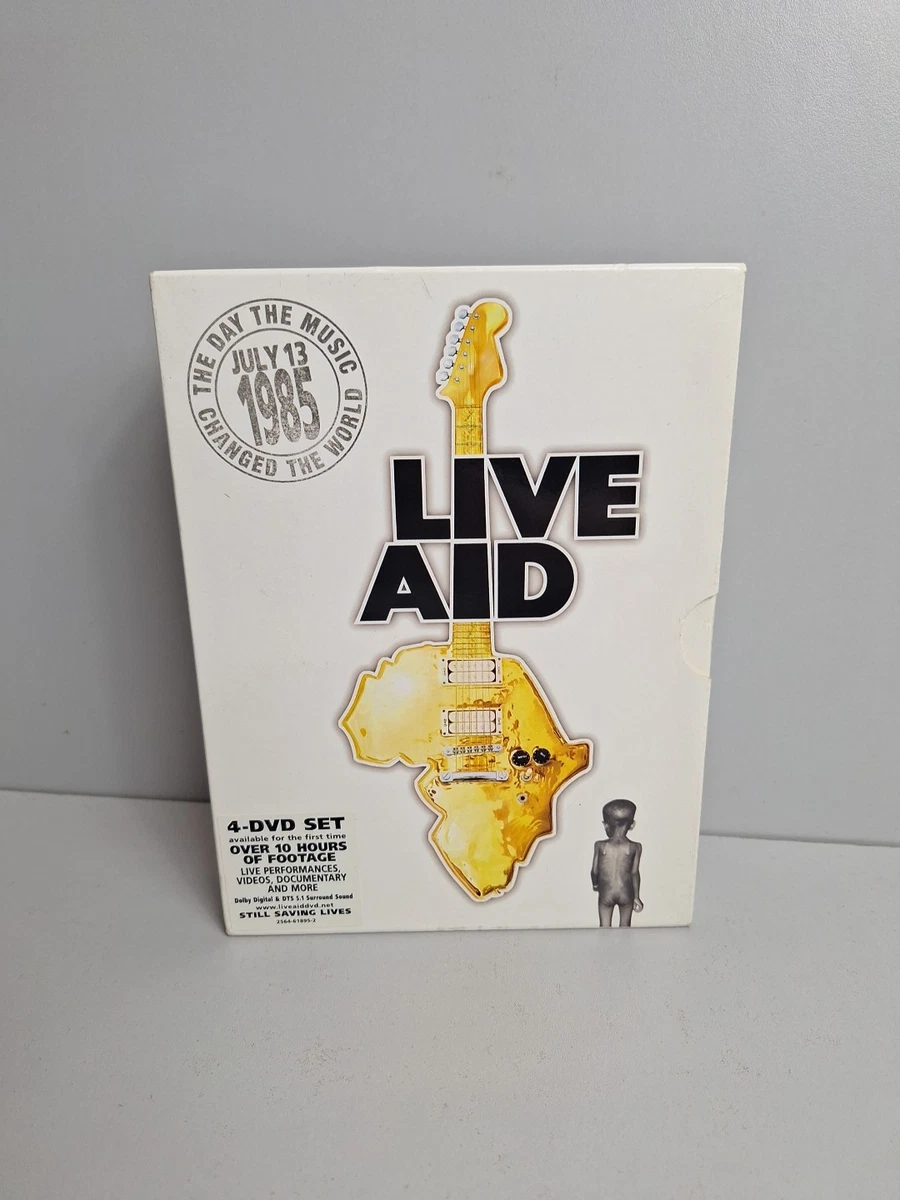 THE DAY THE MUSIC
JULY 13
1985
CHANGED THE WORLD
LIVE
AID
4-DVD SET
available for the first time
OVER 10 HOURS
OF FOOTAGE
LIVE PERFORMANCES,
VIDEOS, DOCUMENTARY
AND MORE
Dolby Digital & DTS 5.1 Surround Sound
www.liveaiddvd.net
STILL SAVING LIVES
2564-61895-2